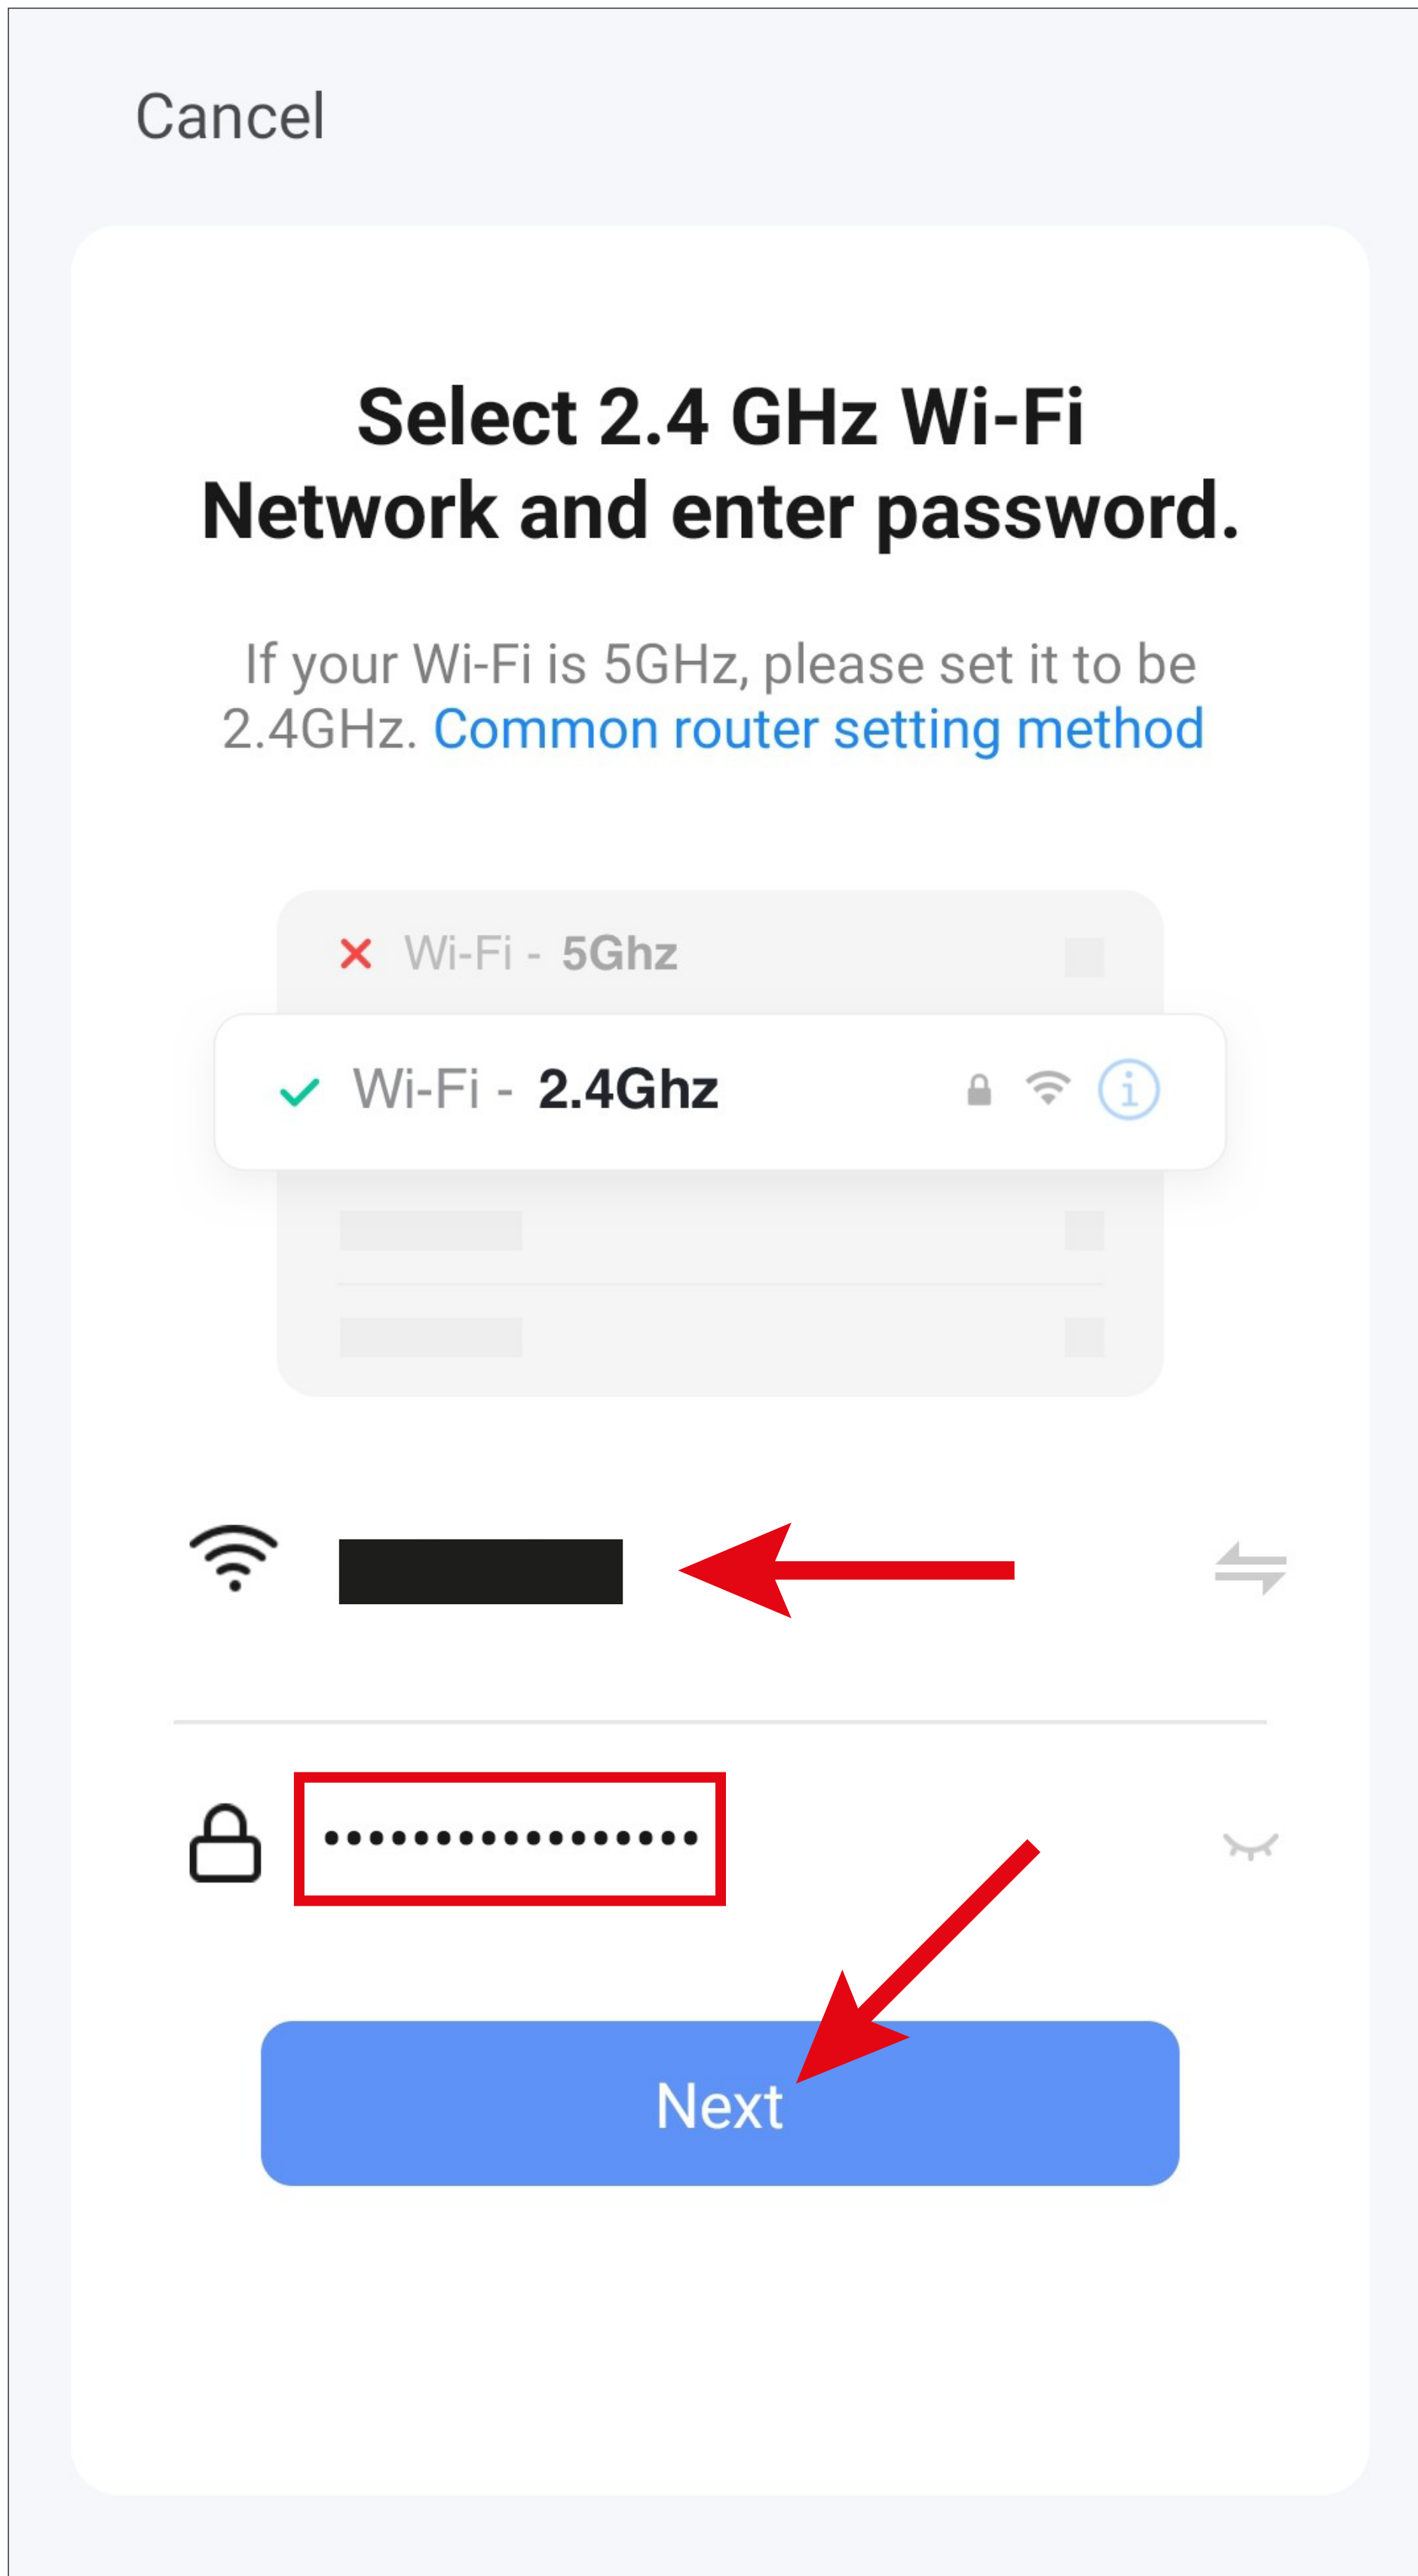 Cancel
Select 2.4 GHz Wi-Fi
Network and enter password.
If your Wi-Fi is 5GHz, please set it to be
2.4GHz. Common router setting method
Wi-Fi - 5Ghz
Wi-Fi - 2.4Ghz
Next